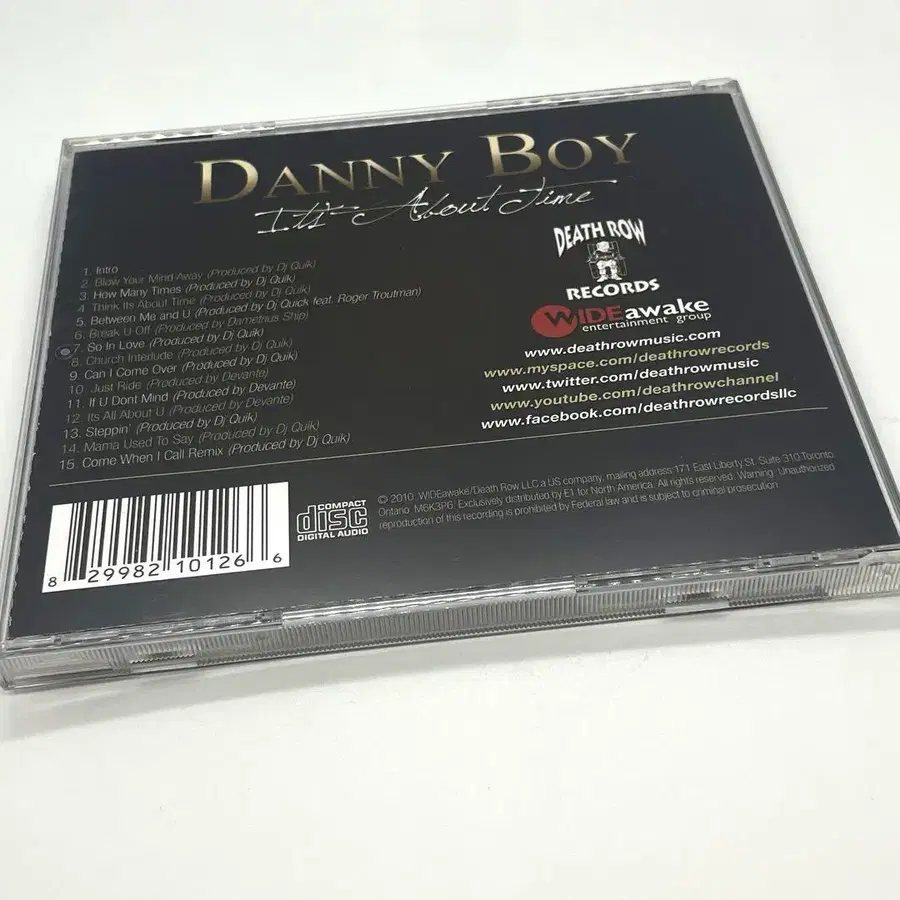 DANNY BOY
It's About Time
1. Intro
2. Blow Your Mind Away (Produced by Dj Quik)
3. How Many Times (Produced by Dj Quik)
4. Think Its About Time (Produced by Dj Quik)
5. Between Me and U (Produced by Dj Quick feat. Roger Troutman)
6. Break U Off (Produced by Dametrius Ship)
7. So In Love (Produced by Dj Quik)
8. Church Interlude (Produced by Dj Quik)
9. Can I Come Over (Produced by Dj Quik)
10. Just Ride (Produced by Devante)
11. If U Dont Mind (Produced by Devante)
12. Its All About U (Produced by Devante)
13. Steppin' (Produced by Dj Quik)
14. Mama Used To Say (Produced by Dj Quik)
15. Come When I Call Remix (Produced by Dj Quik)
DEATH ROW
RECORDS
WIDEawake
entertainment group
www.deathrowmusic.com
www.myspace.com/deathrowrecords
www.twitter.com/deathrowmusic
www.youtube.com/deathrowchannel
www.facebook.com/deathrowrecordsllc
8 29982 10126 6
COMPACT
disc
DIGITAL AUDIO
© 2010 WIDEawake/Death Row LLC a US company, mailing address 171 East Liberty St. Suite 310, Toronto
Ontario M6K3P6 Exclusively distributed by E1 for North America. All rights reserved. Warning: Unauthorized
reproduction of this recording is prohibited by Federal law and is subject to criminal prosecution